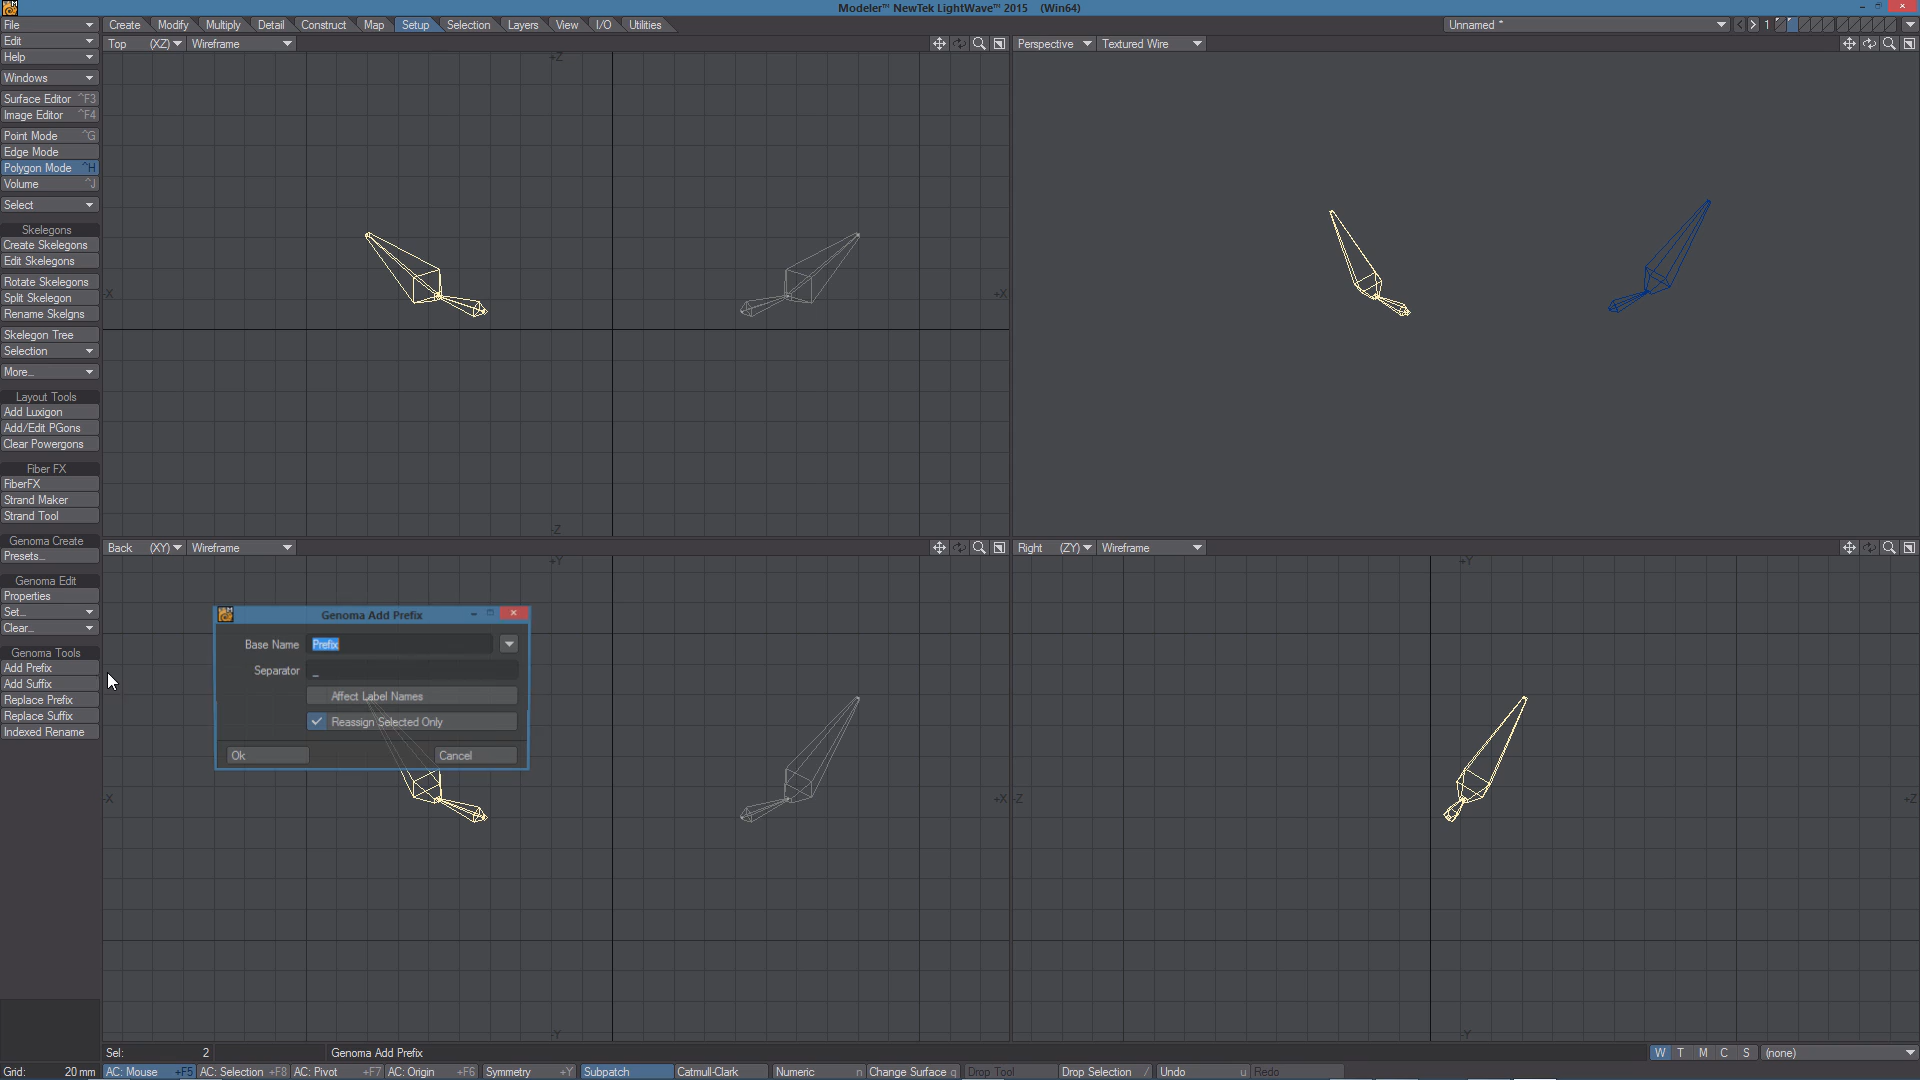 Modeler™ NewTek LightWave™ 2015 (Win64)
File
Create Modify Multiply Detail Construct Map Setup Selection Layers View I/O Utilities
Unnamed *
1
Edit
Help
Windows
Surface Editor ^F3
Image Editor ^F4
Point Mode ^G
Edge Mode
Polygon Mode ^H
Volume ^J
Select
Skelegons
Create Skelegons
Edit Skelegons
Rotate Skelegons
Split Skelegon
Rename Skelgns
Skelegon Tree
Selection
More...
Layout Tools
Add Luxigon
Add/Edit PGons
Clear Powergons
Fiber FX
FiberFX
Strand Maker
Strand Tool
Genoma Create
Presets...
Genoma Edit
Properties
Set...
Clear...
Genoma Tools
Add Prefix
Add Suffix
Replace Prefix
Replace Suffix
Indexed Rename
Top (XZ) Wireframe
+Z
-X
+X
-Z
Perspective Textured Wire
Back (XY) Wireframe
+Y
-X
+X
-Y
Right (ZY) Wireframe
+Y
-Z
+Z
-Y
Genoma Add Prefix
Base Name Prefix
Separator _
Affect Label Names
Reassign Selected Only
Ok Cancel
Sel: 2
Genoma Add Prefix
W T M C S (none)
Grid: 20 mm AC: Mouse +F5 AC: Selection +F8 AC: Pivot +F7 AC: Origin +F6 Symmetry +Y Subpatch Catmull-Clark Numeric n Change Surface q Drop Tool Drop Selection / Undo u Redo